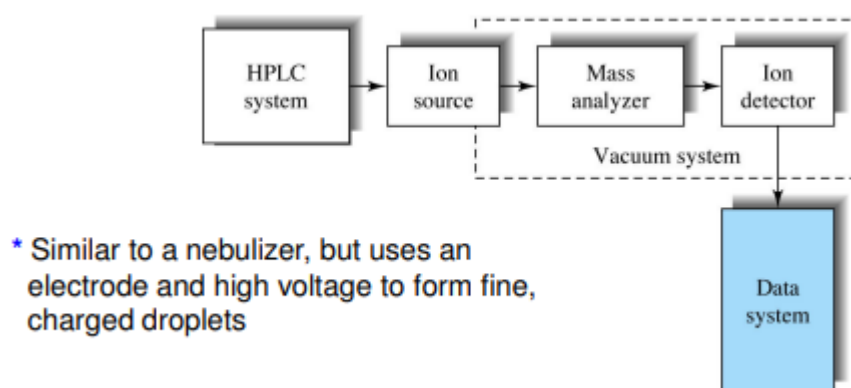 HPLC
system
Ion
source
Mass
analyzer
Ion
detector
Vacuum system
* Similar to a nebulizer, but uses an
electrode and high voltage to form fine,
charged droplets
Data
system